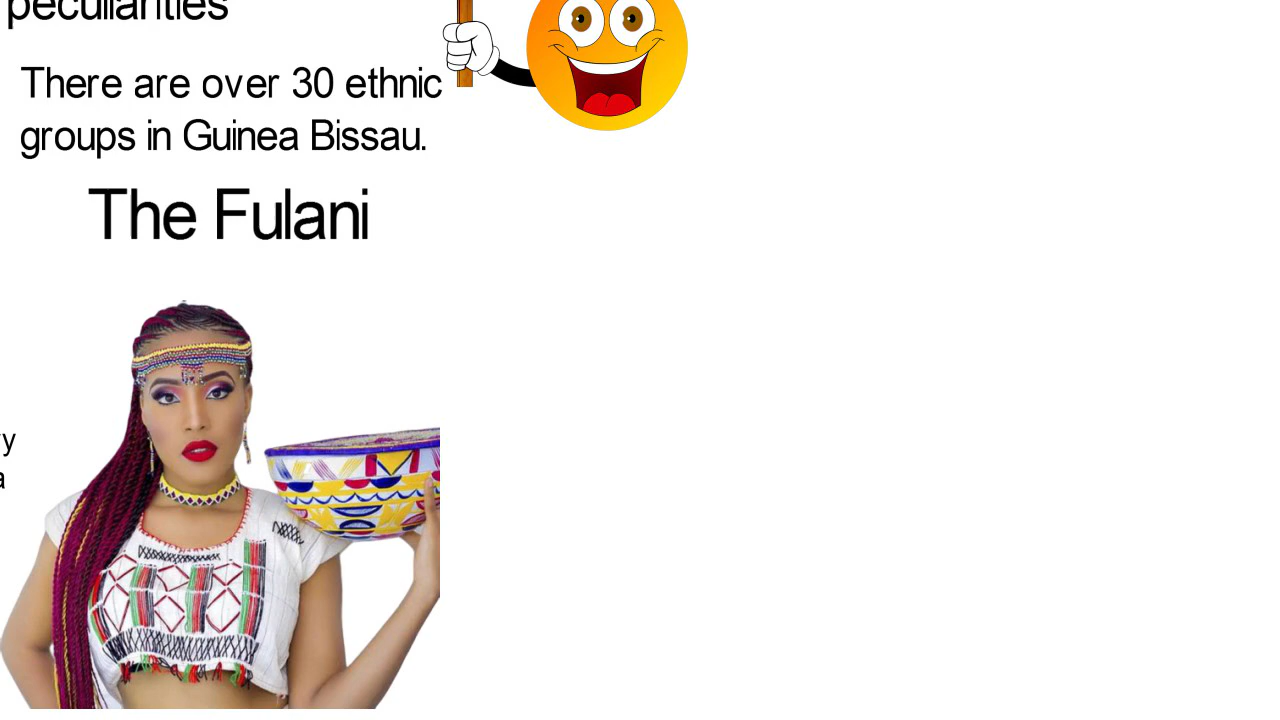 peculiarities
There are over 30 ethnic
groups in Guinea Bissau.
The Fulani